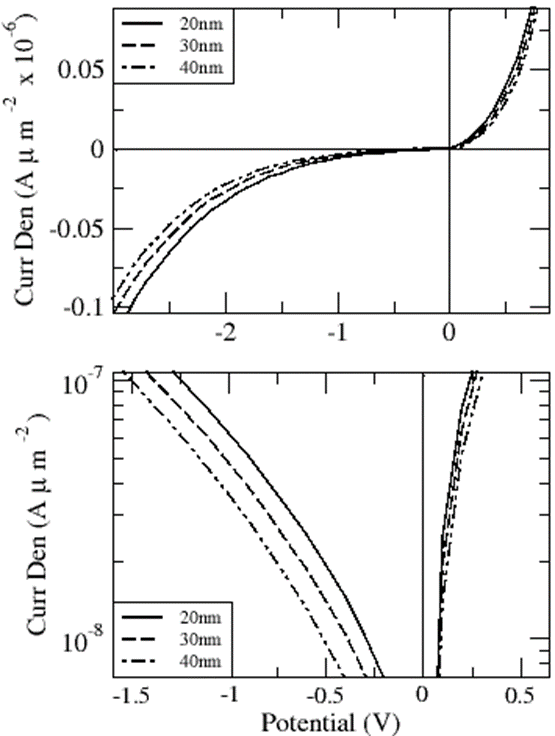 20nm
30nm
40nm
0.05
0
-0.05
-0.1
Curr Den (A μ m⁻² x 10⁻⁶)
-2 -1 0
10⁻⁷
10⁻⁸
Curr Den (A μ m⁻²)
20nm
30nm
40nm
-1.5 -1 -0.5 0 0.5
Potential (V)